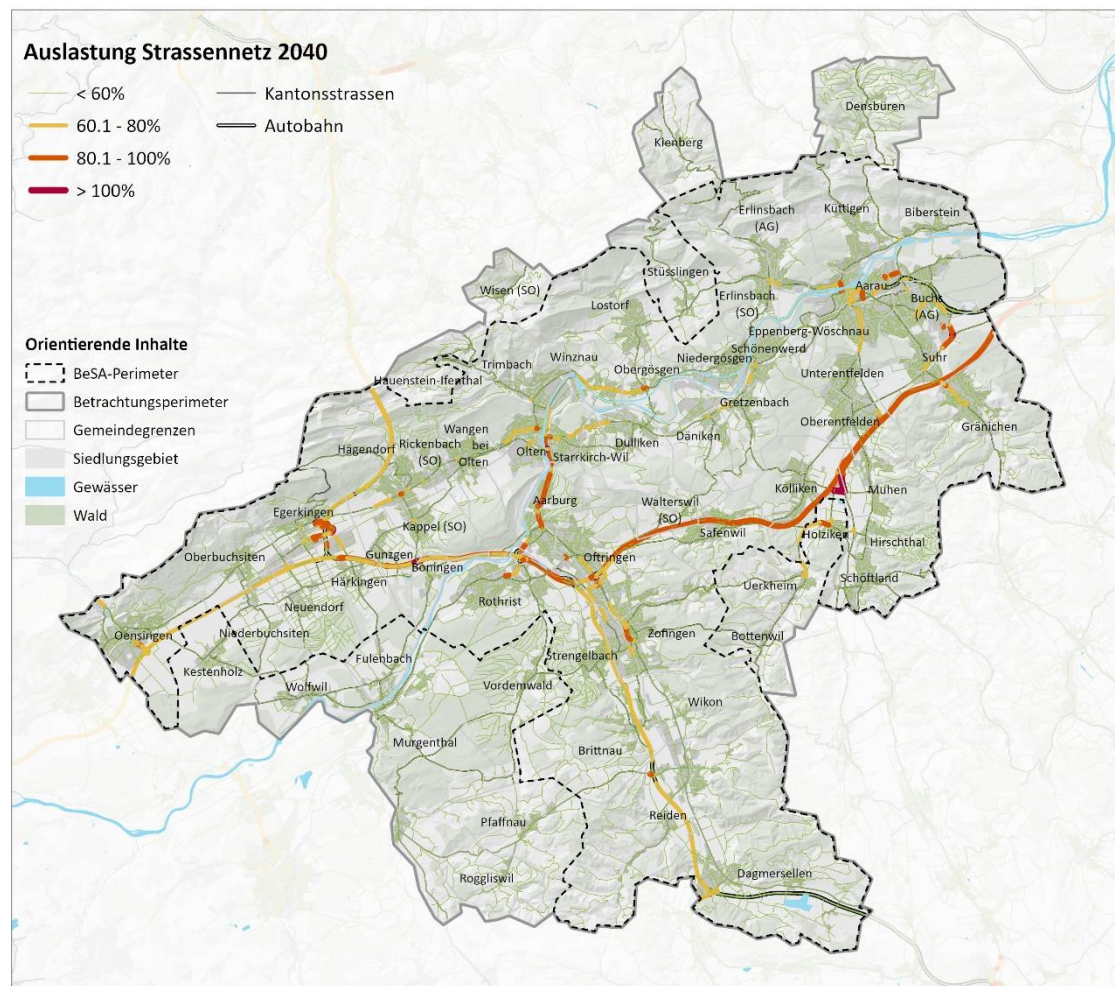 Auslastung Strassennetz 2040
< 60%
60.1 - 80%
80.1 - 100%
> 100%
Kantonsstrassen
Autobahn
Orientierende Inhalte
BeSA-Perimeter
Betrachtungsperimeter
Gemeindegrenzen
Siedlungsgebiet
Gewässer
Wald
Densbüren
Kienberg
Erlinsbach
(AG)
Küttigen
Biberstein
Stüsslingen
Wisen (SO)
Lostorf
Erlinsbach
(SO)
Aarau
Buchs
(AG)
Eppenberg-Wöschnau
Trimbach
Winznau
Obergösgen
Niedergösgen
Schönenwerd
Suhr
Hauenstein-Ifenthal
Unterentfelden
Gretzenbach
Wangen
bei
Olten
Hägendorf
Rickenbach
(SO)
Olten
Starrkirch-Wil
Dulliken
Däniken
Oberentfelden
Gränichen
Kölliken
Muhen
Aarburg
Walterswil
(SO)
Egerkingen
Kappel (SO)
Safenwil
Holziken
Hirschthal
Oberbuchsiten
Gunzgen
Boningen
Oftringen
Härkingen
Uerkheim
Schöftland
Neuendorf
Rothrist
Oensingen
Niederbuchsiten
Zofingen
Bottenwil
Kestenholz
Fulenbach
Strengelbach
Wolfwil
Vordemwald
Wikon
Murgenthal
Brittnau
Pfaffnau
Reiden
Roggliswil
Dagmersellen